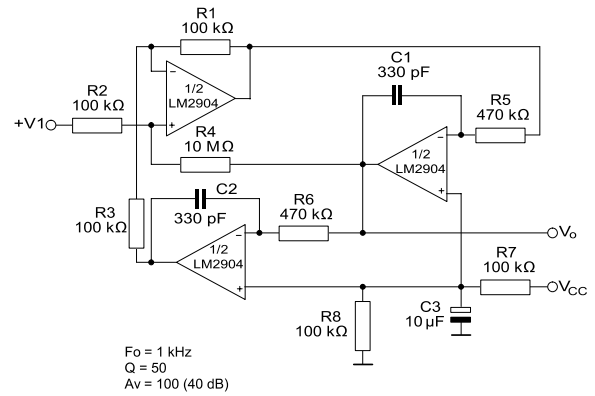 R1
100 kΩ
C1
330 pF
R2
100 kΩ
–
1/2
LM2904
+
R5
470 kΩ
+V1
R4
10 MΩ
–
1/2
LM2904
+
C2
330 pF
R3
100 kΩ
R6
470 kΩ
Vo
–
1/2
LM2904
+
R7
100 kΩ
VCC
R8
100 kΩ
C3
10 µF
Fo = 1 kHz
Q = 50
Av = 100 (40 dB)